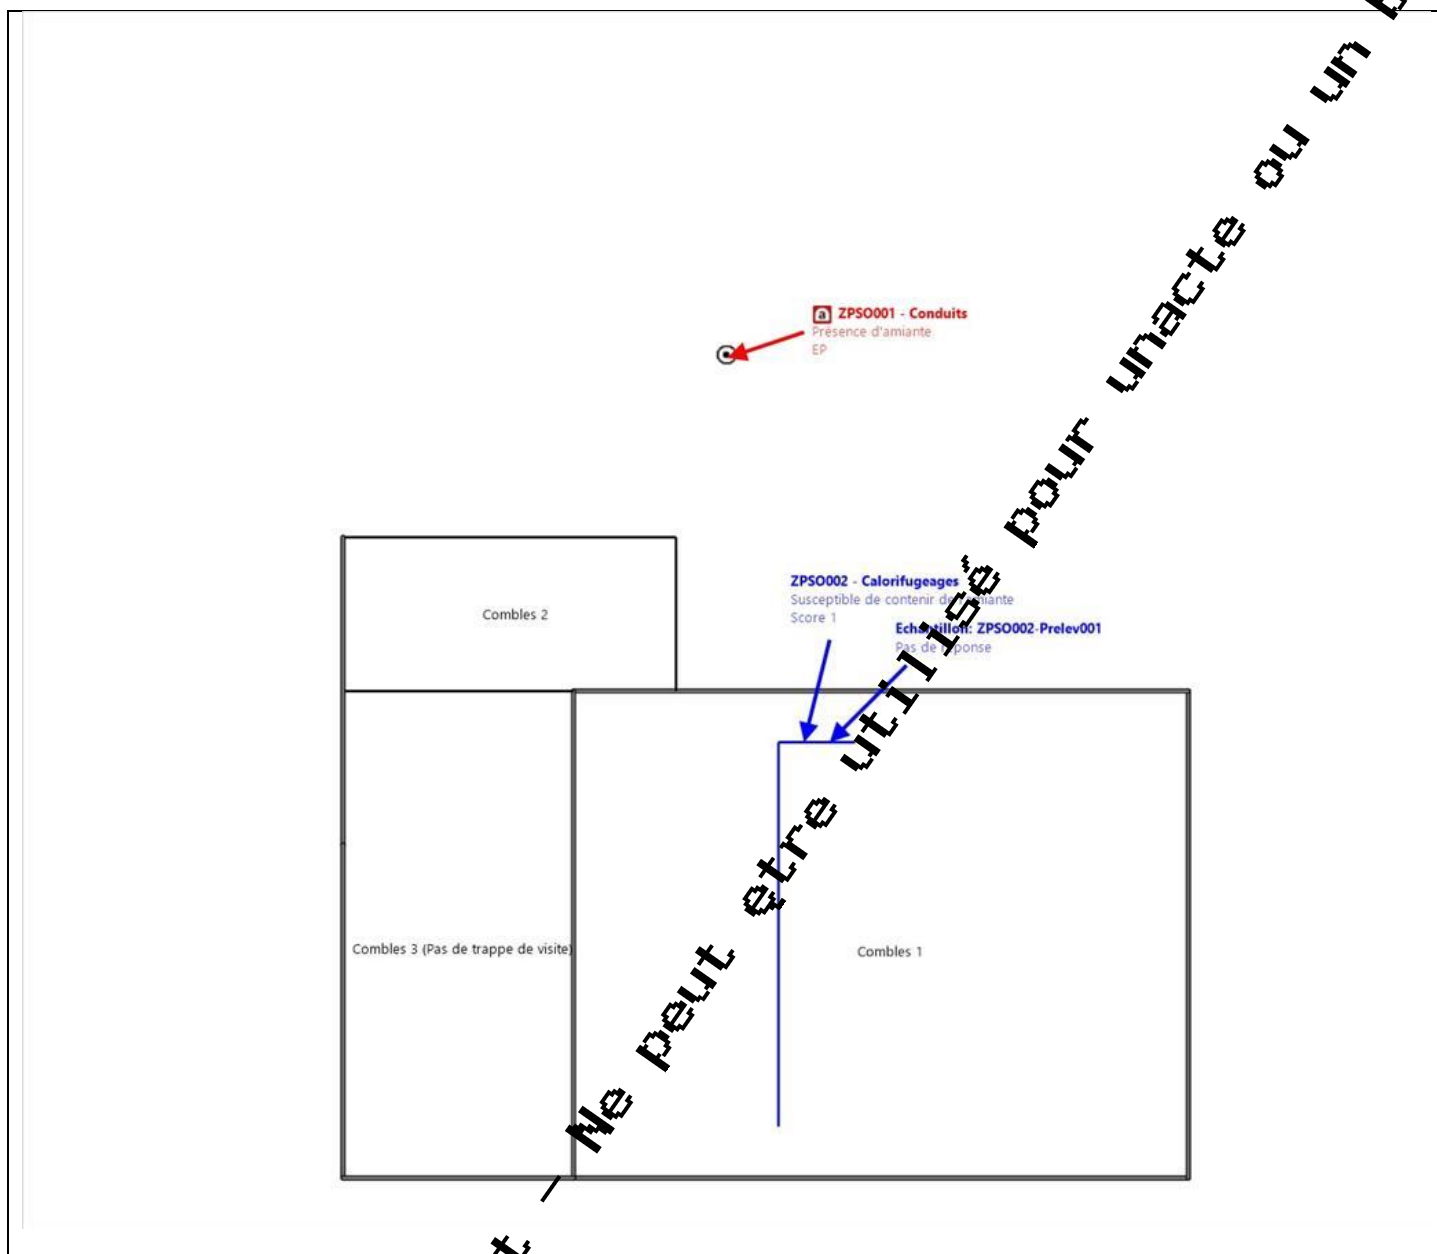 a ZPSO001 - Conduits
Présence d'amiante
EP
Combles 2
ZPSO002 - Calorifugeages
Susceptible de contenir de l'amiante
Score 1
Echantillon: ZPSO002-Prelev001
Pas de réponse
Combles 3 (Pas de trappe de visite)
Combles 1
t - Ne peut etre utilisé pour unacte ou un